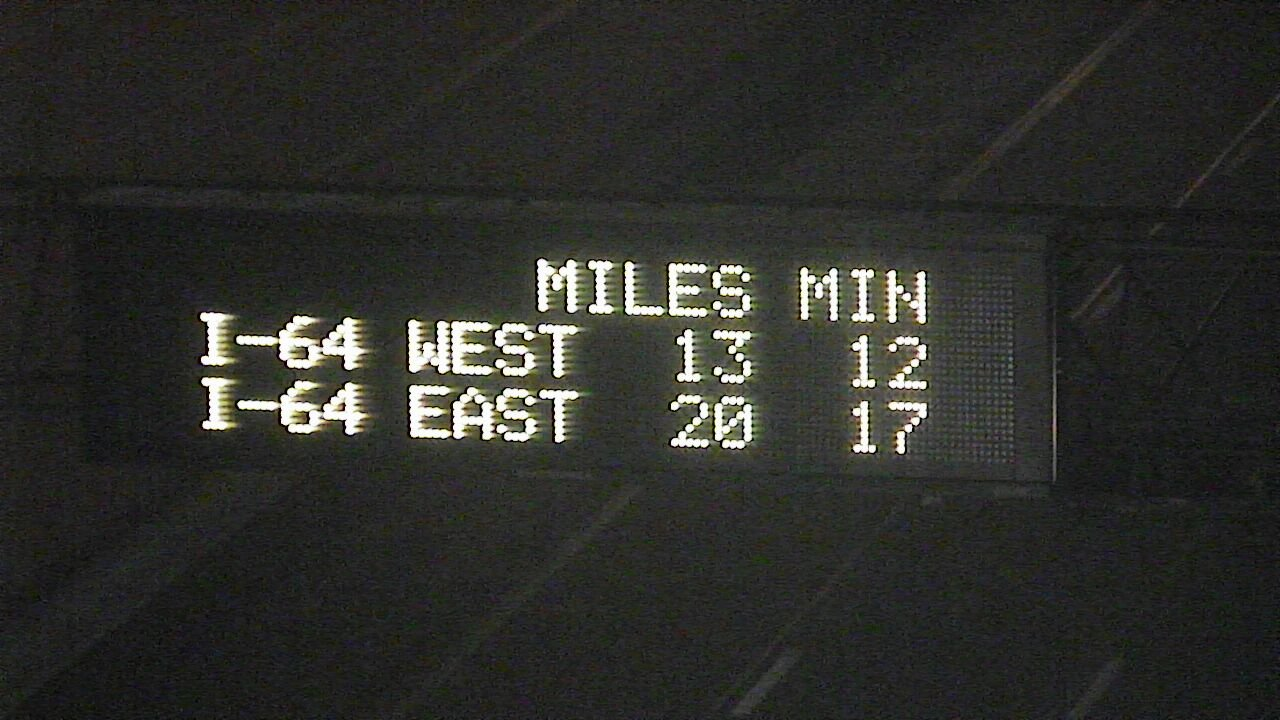 MILES MIN
I-64 WEST 13 12
I-64 EAST 20 17